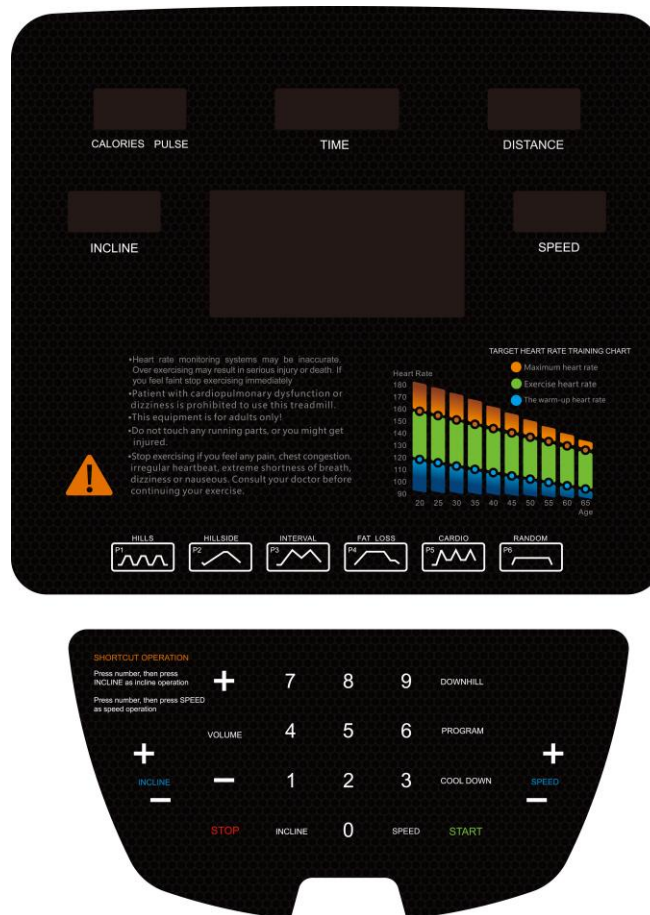 CALORIES PULSE
TIME
DISTANCE
INCLINE
SPEED
•Heart rate monitoring systems may be inaccurate.
Over exercising may result in serious injury or death. If
you feel faint stop exercising immediately
•Patient with cardiopulmonary dysfunction or
dizziness is prohibited to use this treadmill.
•This equipment is for adults only!
•Do not touch any running parts, or you might get
injured.
•Stop exercising if you feel any pain, chest congestion.
irregular heartbeat, extreme shortness of breath,
dizziness or nauseous. Consult your doctor before
continuing your exercise.
!
TARGET HEART RATE TRAINING CHART
Maximum heart rate
Exercise heart rate
The warm-up heart rate
Heart Rate
180
170
160
150
140
130
120
110
100
90
20 25 30 35 40 45 50 55 60 65
Age
HILLS
P1
HILLSIDE
P2
INTERVAL
P3
FAT LOSS
P4
CARDIO
P5
RANDOM
P6
SHORTCUT OPERATION
Press number, then press
INCLINE as incline operation
Press number, then press SPEED
as speed operation
+ 7 8 9 DOWNHILL
VOLUME 4 5 6 PROGRAM
+ +
INCLINE − 1 2 3 COOL DOWN SPEED
− −
STOP INCLINE 0 SPEED START